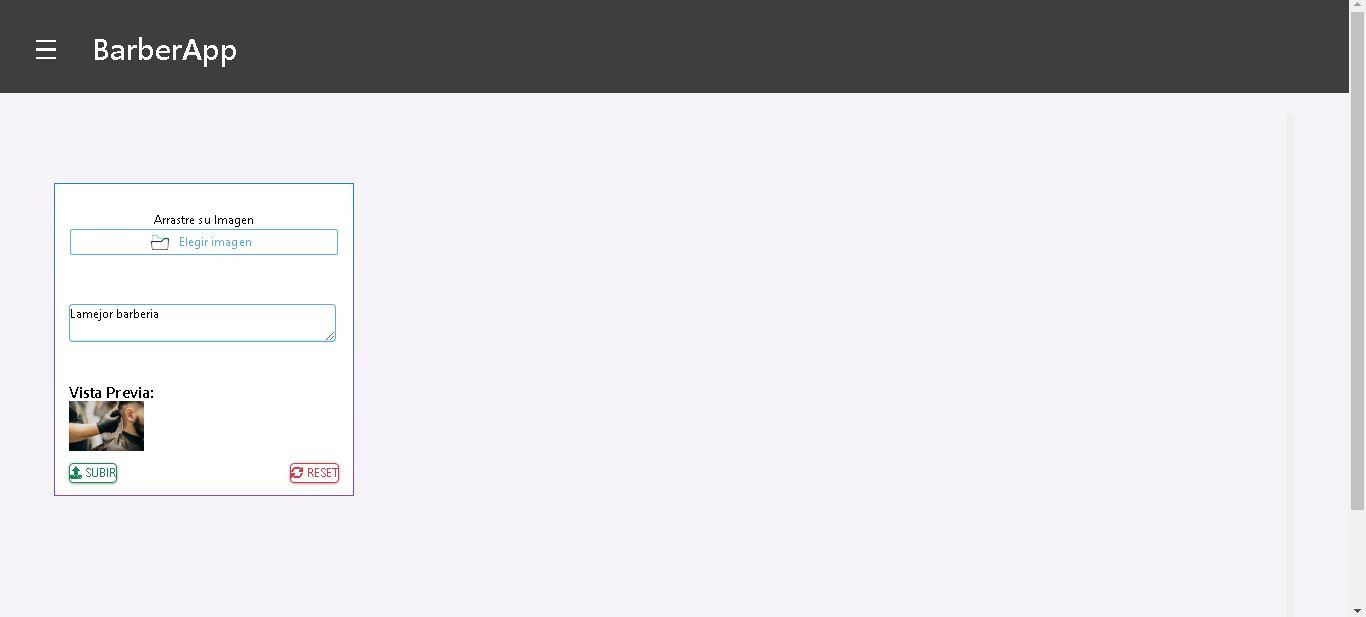 BarberApp
Arrastre su Imagen
Elegir imagen
Lamejor barberia
Vista Previa:
SUBIR
RESET